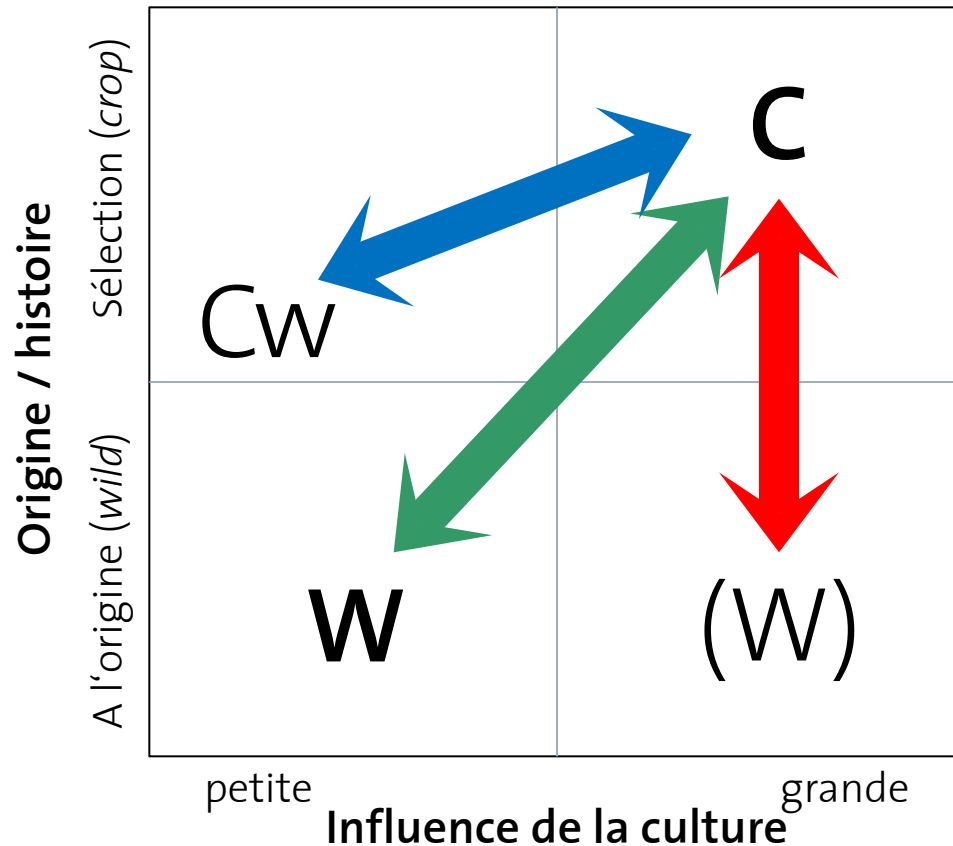 Origine / histoire
Sélection (crop)
A l‘origine (wild)
C
Cw
W
(W)
petite
grande
Influence de la culture